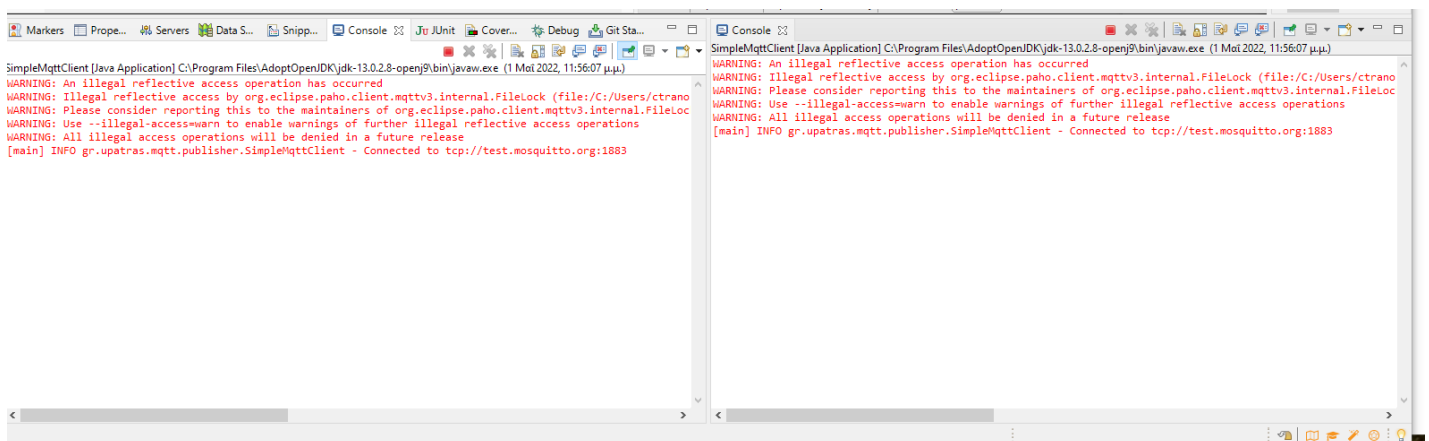 Markers Prope... Servers Data S... Snipp... Console Ju JUnit Cover... Debug Git Sta...
SimpleMqttClient [Java Application] C:\Program Files\AdoptOpenJDK\jdk-13.0.2.8-openj9\bin\javaw.exe (1 Μαΐ 2022, 11:56:07 μ.μ.)
WARNING: An illegal reflective access operation has occurred
WARNING: Illegal reflective access by org.eclipse.paho.client.mqttv3.internal.FileLock (file:/C:/Users/ctrano
WARNING: Please consider reporting this to the maintainers of org.eclipse.paho.client.mqttv3.internal.FileLoc
WARNING: Use --illegal-access=warn to enable warnings of further illegal reflective access operations
WARNING: All illegal access operations will be denied in a future release
[main] INFO gr.upatras.mqtt.publisher.SimpleMqttClient - Connected to tcp://test.mosquitto.org:1883
Console
SimpleMqttClient [Java Application] C:\Program Files\AdoptOpenJDK\jdk-13.0.2.8-openj9\bin\javaw.exe (1 Μαΐ 2022, 11:56:07 μ.μ.)
WARNING: An illegal reflective access operation has occurred
WARNING: Illegal reflective access by org.eclipse.paho.client.mqttv3.internal.FileLock (file:/C:/Users/ctrano
WARNING: Please consider reporting this to the maintainers of org.eclipse.paho.client.mqttv3.internal.FileLoc
WARNING: Use --illegal-access=warn to enable warnings of further illegal reflective access operations
WARNING: All illegal access operations will be denied in a future release
[main] INFO gr.upatras.mqtt.publisher.SimpleMqttClient - Connected to tcp://test.mosquitto.org:1883